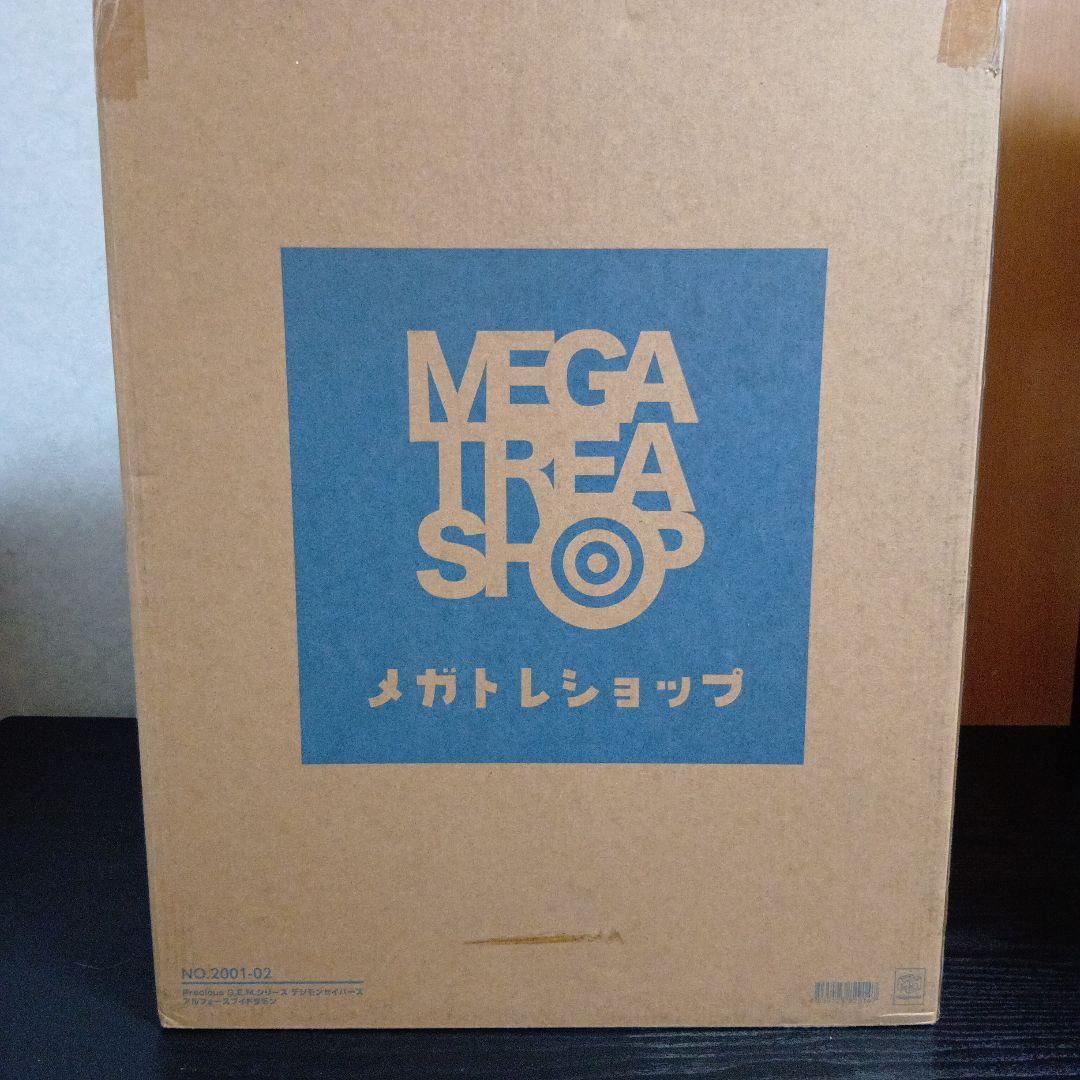 MEGA
TREA
SHOP
メガトレショップ
NO.2001-02
Precious G.E.M.シリーズ デジモンセイバーズ
アルフォースブイドラモン